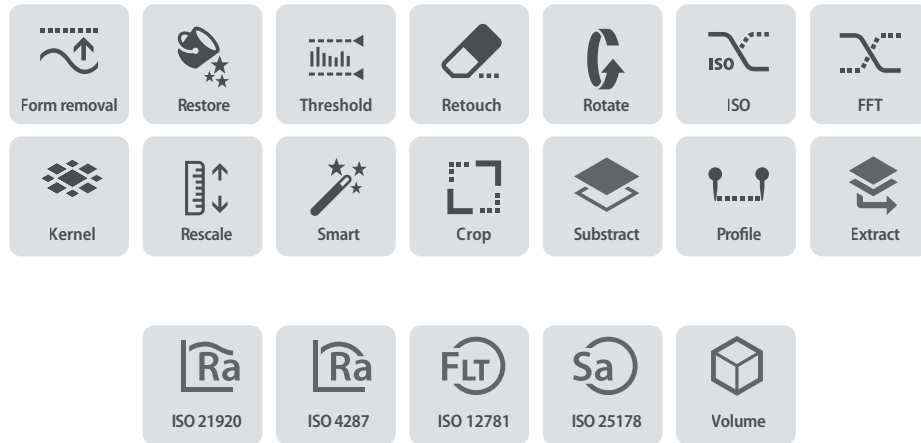 Form removal
Restore
Threshold
Retouch
Rotate
ISO
ISO
FFT
Kernel
Rescale
Smart
Crop
Substract
Profile
Extract
Ra
ISO 21920
Ra
ISO 4287
FLT
ISO 12781
Sa
ISO 25178
Volume